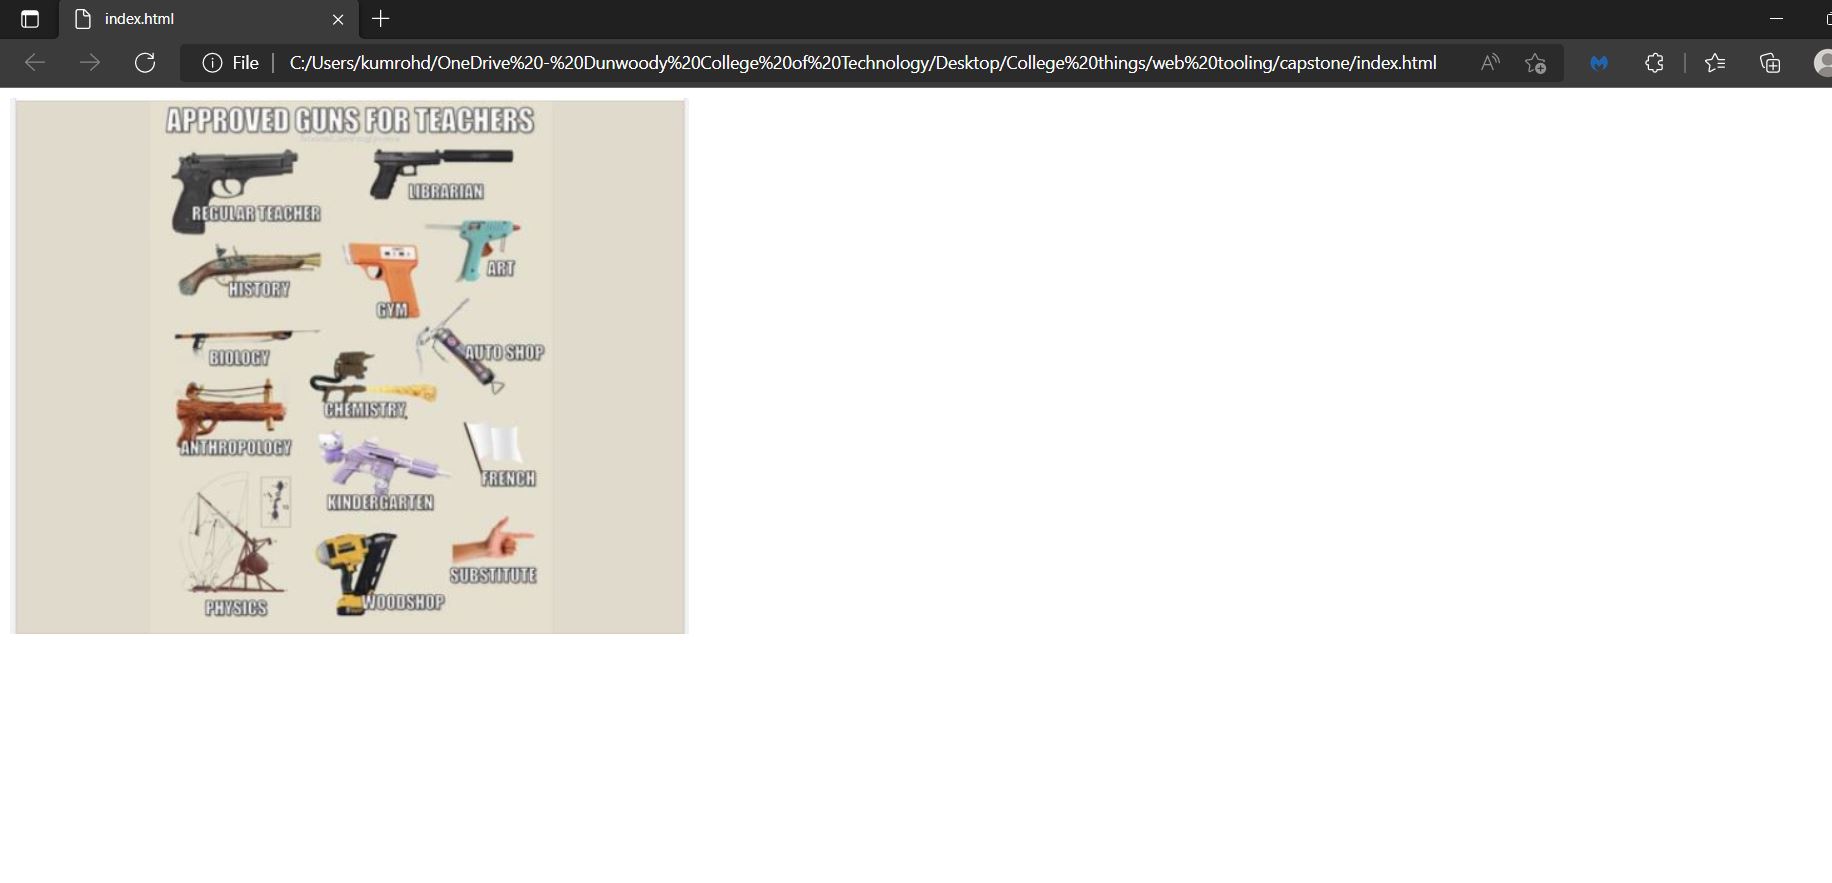 index.html
File
C:/Users/kumrohd/OneDrive%20-%20Dunwoody%20College%20of%20Technology/Desktop/College%20things/web%20tooling/capstone/index.html
APPROVED GUNS FOR TEACHERS
REGULAR TEACHER
LIBRARIAN
HISTORY
GYM
ART
BIOLOGY
AUTO SHOP
CHEMISTRY
ANTHROPOLOGY
KINDERGARTEN
FRENCH
PHYSICS
WOODSHOP
SUBSTITUTE